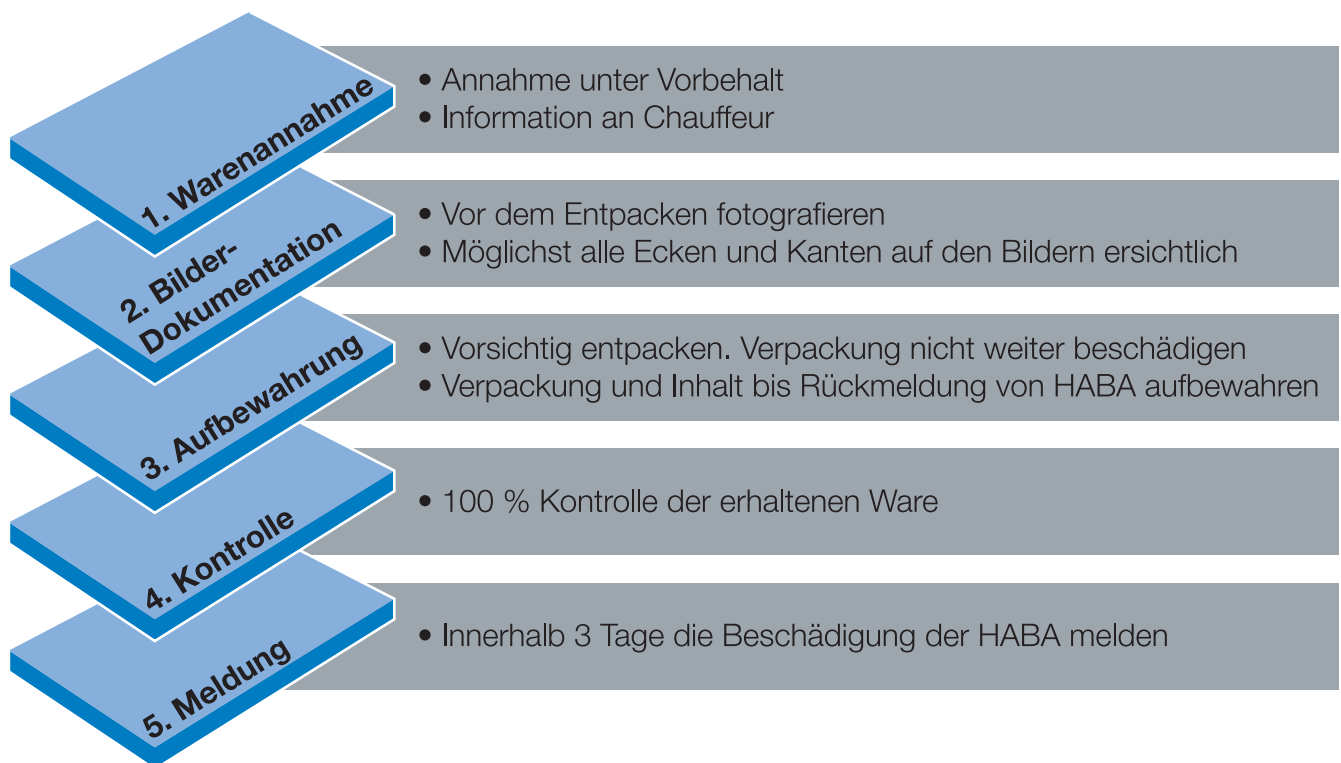 1. Warenannahme
• Annahme unter Vorbehalt
• Information an Chauffeur
2. Bilder-
Dokumentation
• Vor dem Entpacken fotografieren
• Möglichst alle Ecken und Kanten auf den Bildern ersichtlich
3. Aufbewahrung
• Vorsichtig entpacken. Verpackung nicht weiter beschädigen
• Verpackung und Inhalt bis Rückmeldung von HABA aufbewahren
4. Kontrolle
• 100 % Kontrolle der erhaltenen Ware
5. Meldung
• Innerhalb 3 Tage die Beschädigung der HABA melden